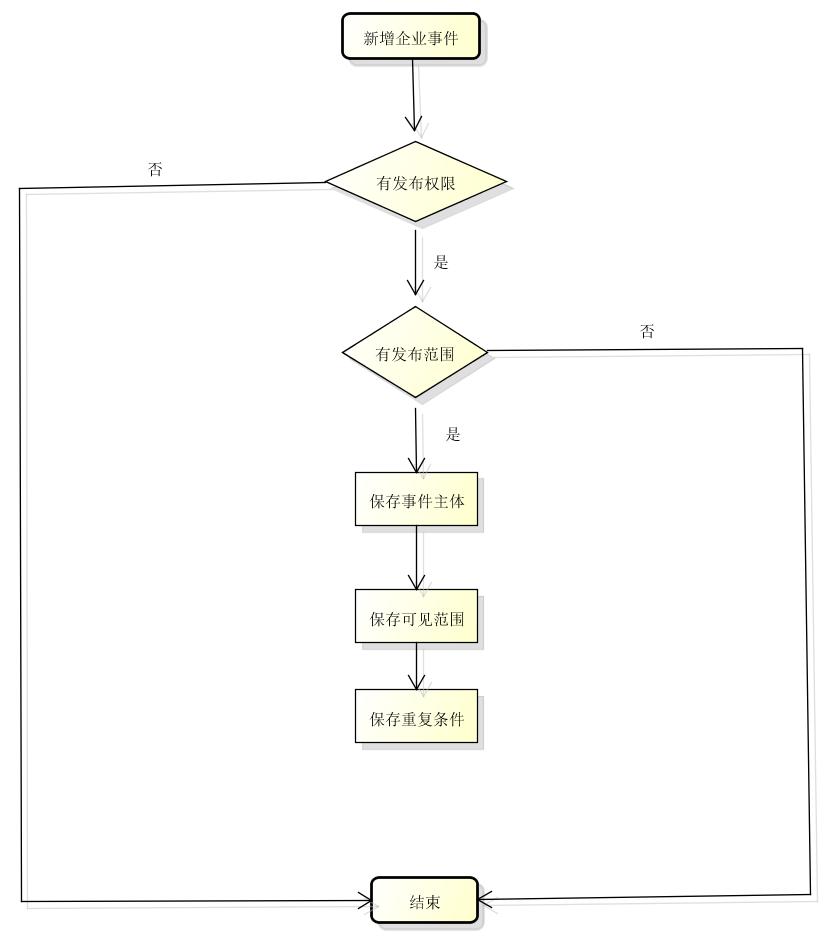 新增企业事件
否
有发布权限
是
否
有发布范围
是
保存事件主体
保存可见范围
保存重复条件
结束